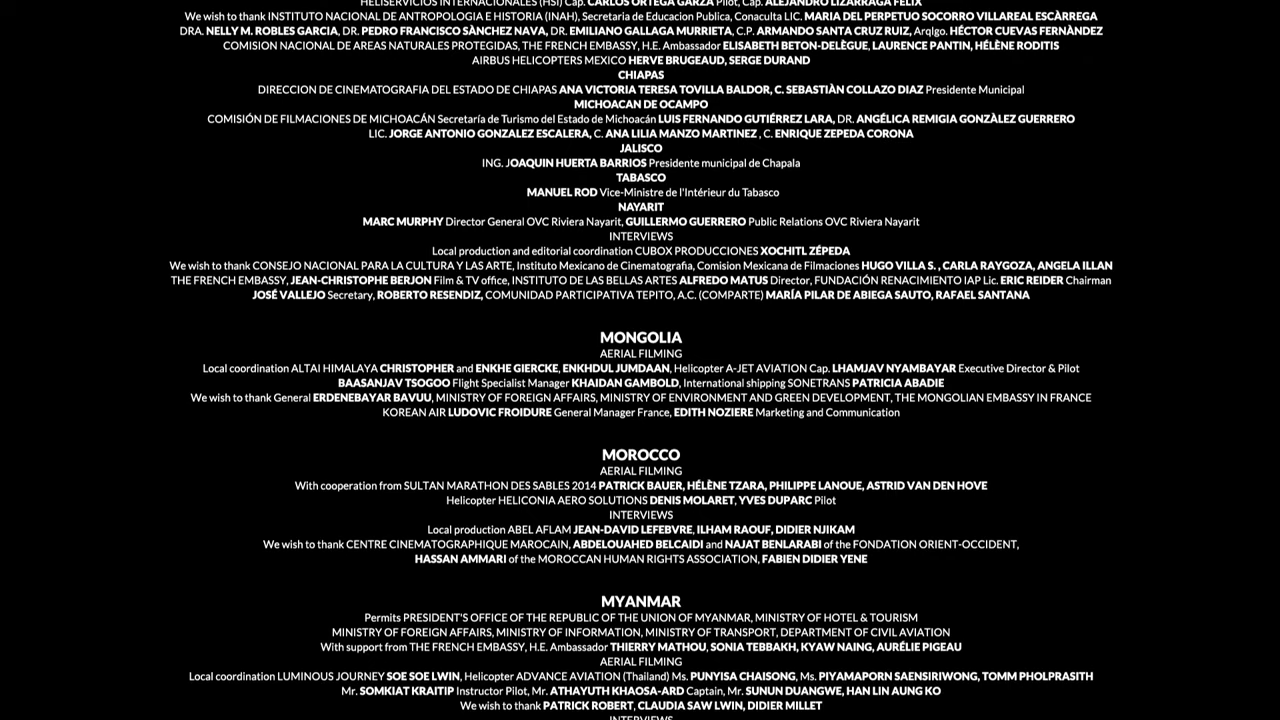 HELISERVICIOS INTERNACIONALES (HSI) Cap. CARLOS ORTEGA GARZA Pilot, Cap. ALEJANDRO LIZARRAGA FELIX
We wish to thank INSTITUTO NACIONAL DE ANTROPOLOGIA E HISTORIA (INAH), Secretaria de Educacion Publica, Conaculta LIC. MARIA DEL PERPETUO SOCORRO VILLAREAL ESCÀRREGA
DRA. NELLY M. ROBLES GARCIA, DR. PEDRO FRANCISCO SÀNCHEZ NAVA, DR. EMILIANO GALLAGA MURRIETA, C.P. ARMANDO SANTA CRUZ RUIZ, Arqlgo. HÉCTOR CUEVAS FERNÀNDEZ
COMISION NACIONAL DE AREAS NATURALES PROTEGIDAS, THE FRENCH EMBASSY, H.E. Ambassador ELISABETH BETON-DELÈGUE, LAURENCE PANTIN, HÉLÈNE RODITIS
AIRBUS HELICOPTERS MEXICO HERVE BRUGEAUD, SERGE DURAND
CHIAPAS
DIRECCION DE CINEMATOGRAFIA DEL ESTADO DE CHIAPAS ANA VICTORIA TERESA TOVILLA BALDOR, C. SEBASTIÀN COLLAZO DIAZ Presidente Municipal
MICHOACAN DE OCAMPO
COMISIÓN DE FILMACIONES DE MICHOACÁN Secretaría de Turismo del Estado de Michoacán LUIS FERNANDO GUTIÉRREZ LARA, DR. ANGÉLICA REMIGIA GONZÀLEZ GUERRERO
LIC. JORGE ANTONIO GONZALEZ ESCALERA, C. ANA LILIA MANZO MARTINEZ , C. ENRIQUE ZEPEDA CORONA
JALISCO
ING. JOAQUIN HUERTA BARRIOS Presidente municipal de Chapala
TABASCO
MANUEL ROD Vice-Ministre de l'Intérieur du Tabasco
NAYARIT
MARC MURPHY Director General OVC Riviera Nayarit, GUILLERMO GUERRERO Public Relations OVC Riviera Nayarit
INTERVIEWS
Local production and editorial coordination CUBOX PRODUCCIONES XOCHITL ZÉPEDA
We wish to thank CONSEJO NACIONAL PARA LA CULTURA Y LAS ARTE, Instituto Mexicano de Cinematografia, Comision Mexicana de Filmaciones HUGO VILLA S. , CARLA RAYGOZA, ANGELA ILLAN
THE FRENCH EMBASSY, JEAN-CHRISTOPHE BERJON Film & TV office, INSTITUTO DE LAS BELLAS ARTES ALFREDO MATUS Director, FUNDACIÓN RENACIMIENTO IAP Lic. ERIC REIDER Chairman
JOSÉ VALLEJO Secretary, ROBERTO RESENDIZ, COMUNIDAD PARTICIPATIVA TEPITO, A.C. (COMPARTE) MARÍA PILAR DE ABIEGA SAUTO, RAFAEL SANTANA
MONGOLIA
AERIAL FILMING
Local coordination ALTAI HIMALAYA CHRISTOPHER and ENKHE GIERCKE, ENKHDUL JUMDAAN, Helicopter A-JET AVIATION Cap. LHAMJAV NYAMBAYAR Executive Director & Pilot
BAASANJAV TSOGOO Flight Specialist Manager KHAIDAN GAMBOLD, International shipping SONETRANS PATRICIA ABADIE
We wish to thank General ERDENEBAYAR BAVUU, MINISTRY OF FOREIGN AFFAIRS, MINISTRY OF ENVIRONMENT AND GREEN DEVELOPMENT, THE MONGOLIAN EMBASSY IN FRANCE
KOREAN AIR LUDOVIC FROIDURE General Manager France, EDITH NOZIERE Marketing and Communication
MOROCCO
AERIAL FILMING
With cooperation from SULTAN MARATHON DES SABLES 2014 PATRICK BAUER, HÉLÈNE TZARA, PHILIPPE LANOUE, ASTRID VAN DEN HOVE
Helicopter HELICONIA AERO SOLUTIONS DENIS MOLARET, YVES DUPARC Pilot
INTERVIEWS
Local production ABEL AFLAM JEAN-DAVID LEFEBVRE, ILHAM RAOUF, DIDIER NJIKAM
We wish to thank CENTRE CINEMATOGRAPHIQUE MAROCAIN, ABDELOUAHED BELCAIDI and NAJAT BENLARABI of the FONDATION ORIENT-OCCIDENT,
HASSAN AMMARI of the MOROCCAN HUMAN RIGHTS ASSOCIATION, FABIEN DIDIER YENE
MYANMAR
Permits PRESIDENT'S OFFICE OF THE REPUBLIC OF THE UNION OF MYANMAR, MINISTRY OF HOTEL & TOURISM
MINISTRY OF FOREIGN AFFAIRS, MINISTRY OF INFORMATION, MINISTRY OF TRANSPORT, DEPARTMENT OF CIVIL AVIATION
With support from THE FRENCH EMBASSY, H.E. Ambassador THIERRY MATHOU, SONIA TEBBAKH, KYAW NAING, AURÉLIE PIGEAU
AERIAL FILMING
Local coordination LUMINOUS JOURNEY SOE SOE LWIN, Helicopter ADVANCE AVIATION (Thailand) Ms. PUNYISA CHAISONG, Ms. PIYAMAPORN SAENSIRIWONG, TOMM PHOLPRASITH
Mr. SOMKIAT KRAITIP Instructor Pilot, Mr. ATHAYUTH KHAOSA-ARD Captain, Mr. SUNUN DUANGWE, HAN LIN AUNG KO
We wish to thank PATRICK ROBERT, CLAUDIA SAW LWIN, DIDIER MILLET
INTERVIEWS